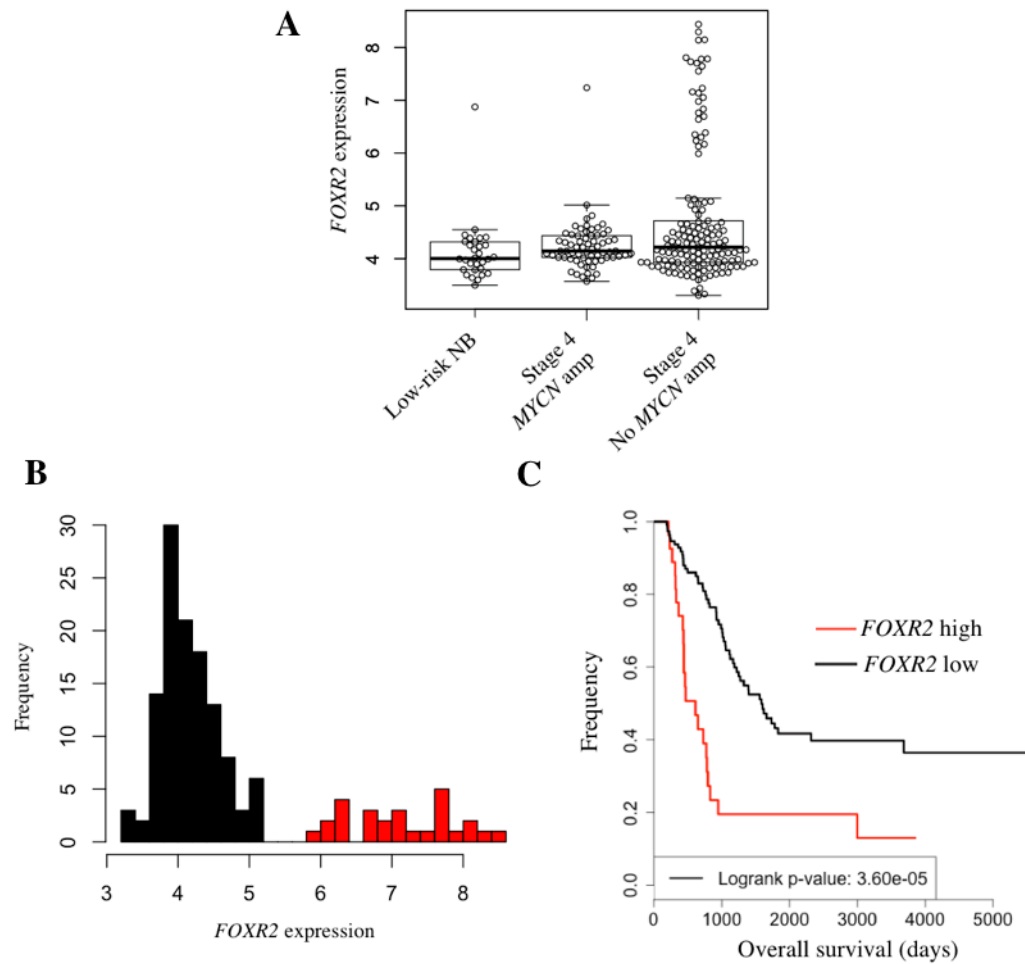 A
FOXR2 expression
8
7
6
5
4
Low-risk NB
Stage 4
MYCN amp
Stage 4
No MYCN amp
B
Frequency
30
25
20
15
10
5
0
3 4 5 6 7 8
FOXR2 expression
C
Frequency
1.0
0.8
0.6
0.4
0.2
0.0
FOXR2 high
FOXR2 low
Logrank p-value: 3.60e-05
0 1000 2000 3000 4000 5000
Overall survival (days)